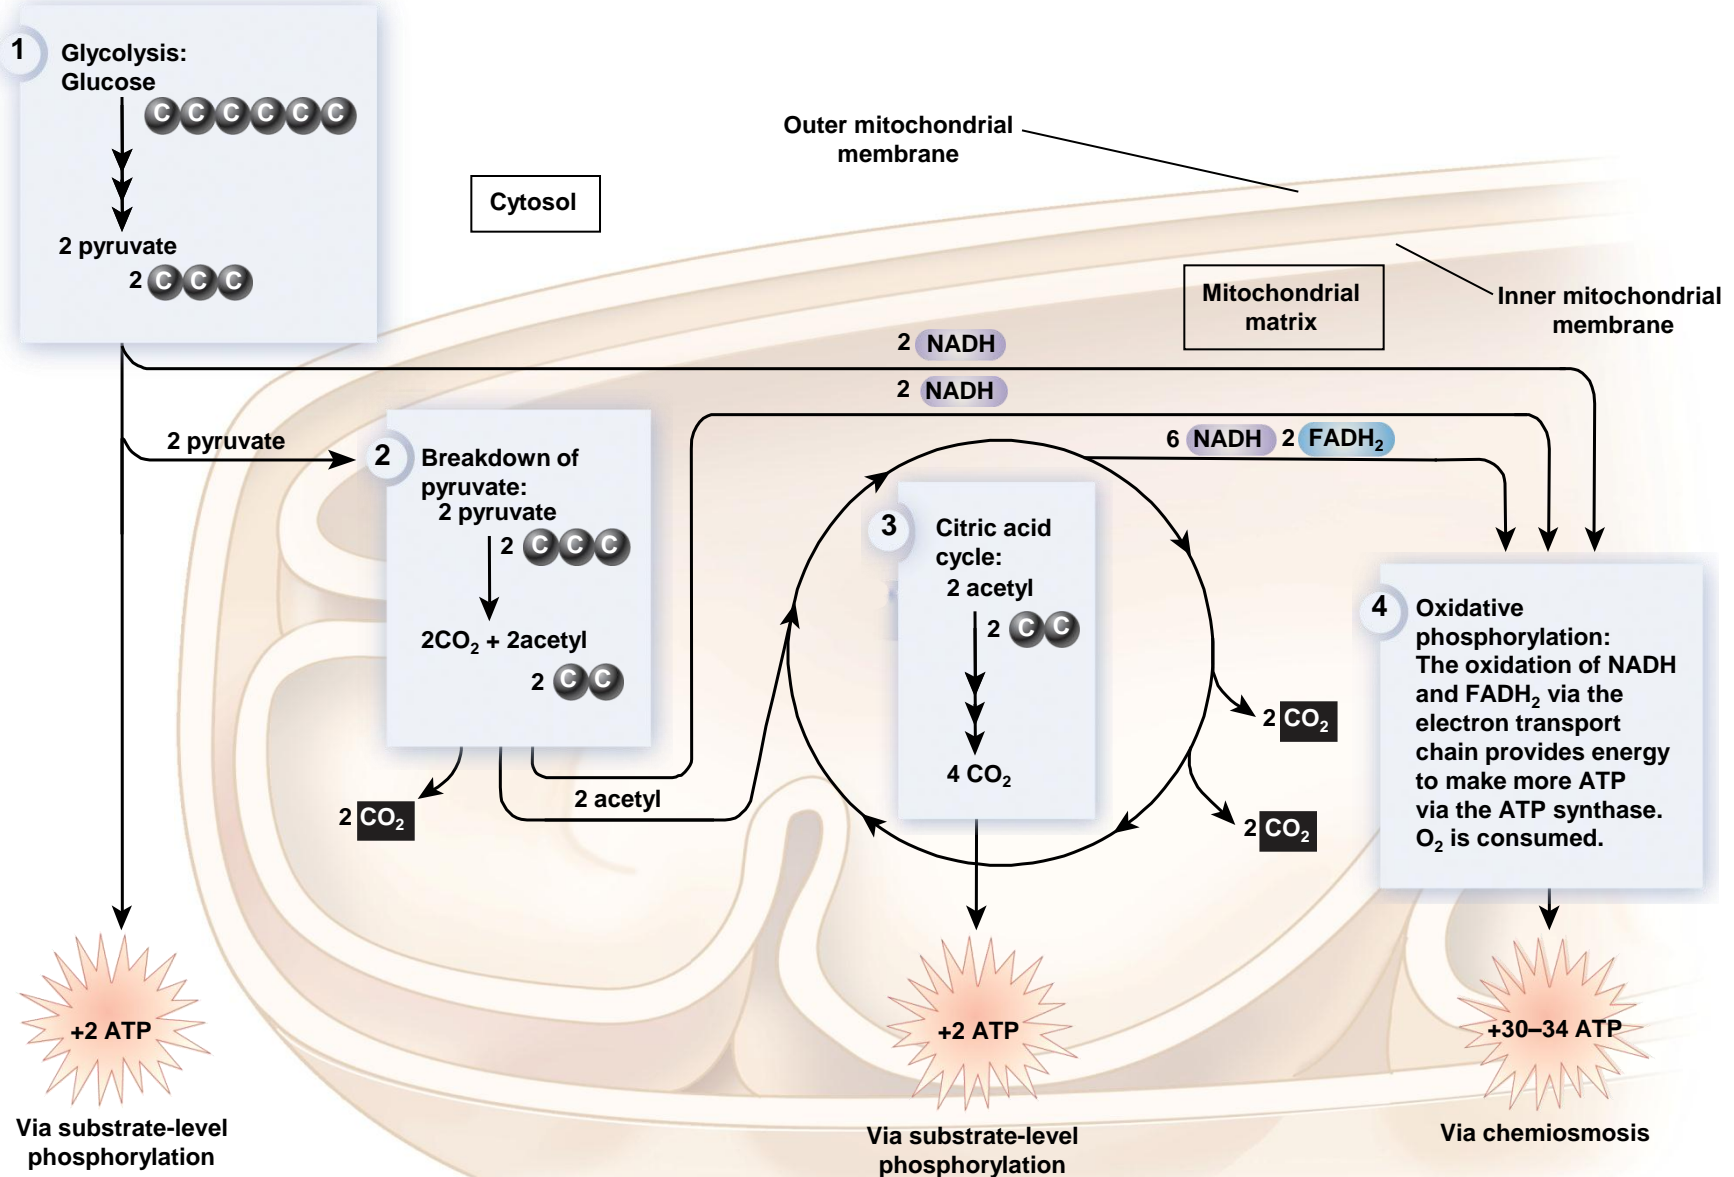 1
Glycolysis:
Glucose
C C C C C C
2 pyruvate
2 C C C
Cytosol
Outer mitochondrial
membrane
Mitochondrial
matrix
Inner mitochondrial
membrane
2 NADH
2 NADH
6 NADH 2 FADH₂
2 pyruvate
2
Breakdown of
pyruvate:
2 pyruvate
2 C C C
2CO₂ + 2acetyl
2 C C
2 CO₂
2 acetyl
3
Citric acid
cycle:
2 acetyl
2 C C
4 CO₂
2 CO₂
2 CO₂
4
Oxidative
phosphorylation:
The oxidation of NADH
and FADH₂ via the
electron transport
chain provides energy
to make more ATP
via the ATP synthase.
O₂ is consumed.
+2 ATP
Via substrate-level
phosphorylation
+2 ATP
Via substrate-level
phosphorylation
+30–34 ATP
Via chemiosmosis